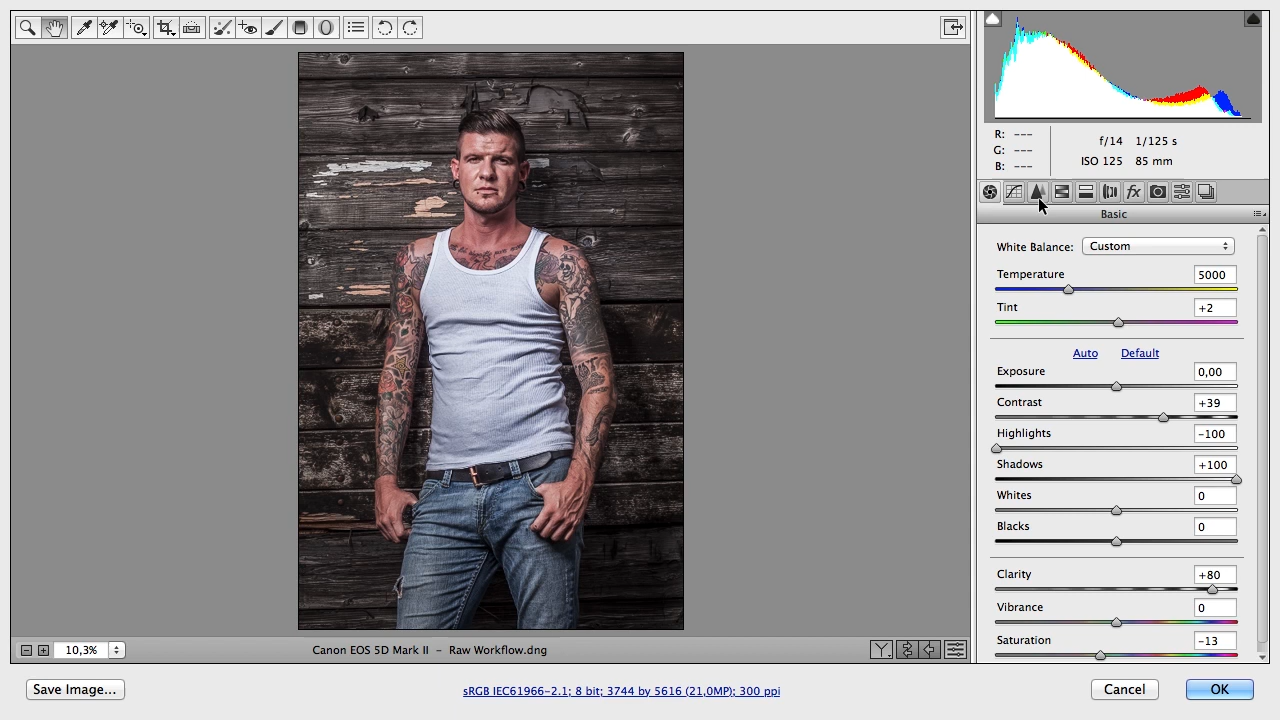 R: ---
G: ---
B: ---
f/14 1/125 s
ISO 125 85 mm
fx
Basic
White Balance: Custom
Temperature 5000
Tint +2
Auto Default
Exposure 0,00
Contrast +39
Highlights -100
Shadows +100
Whites 0
Blacks 0
Clarity +80
Vibrance 0
Saturation -13
10,3%
Canon EOS 5D Mark II - Raw Workflow.dng
Y
Save Image...
sRGB IEC61966-2.1; 8 bit; 3744 by 5616 (21,0MP); 300 ppi
Cancel
OK